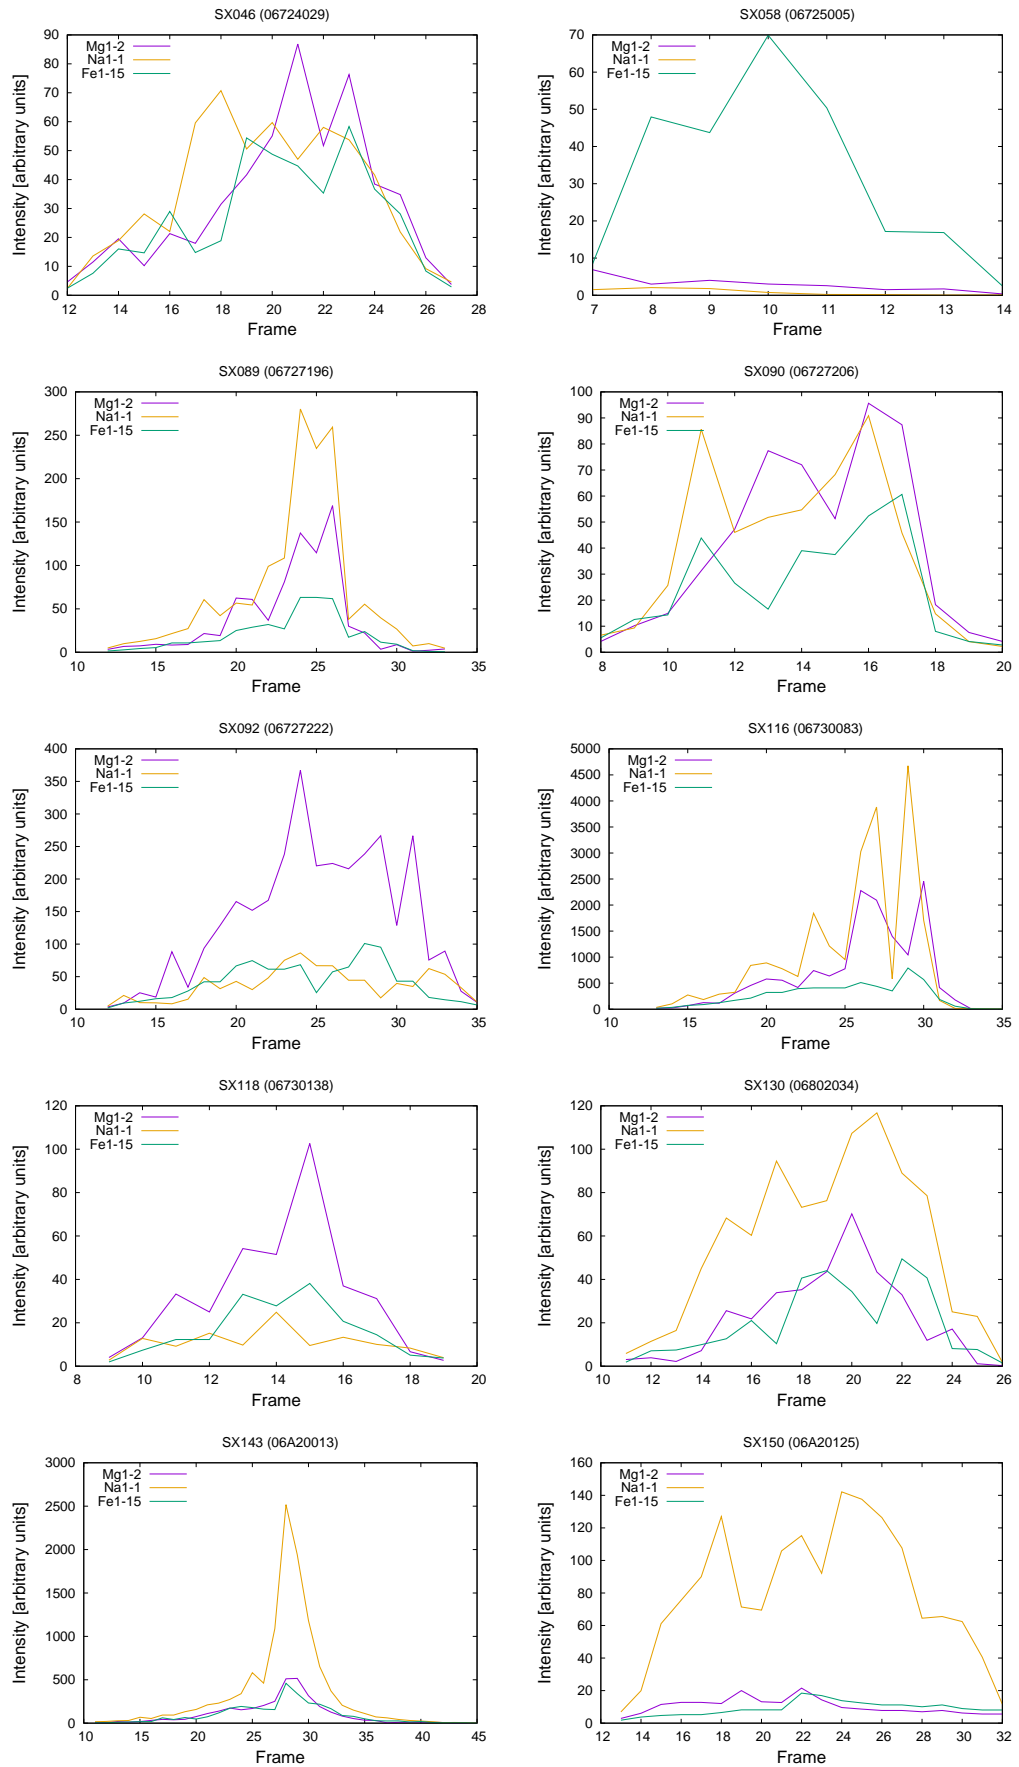 SX046 (06724029)
Mg1-2
Na1-1
Fe1-15
Intensity [arbitrary units]
90
80
70
60
50
40
30
20
10
0
12 14 16 18 20 22 24 26 28
Frame
SX058 (06725005)
Mg1-2
Na1-1
Fe1-15
Intensity [arbitrary units]
70
60
50
40
30
20
10
0
7 8 9 10 11 12 13 14
Frame
SX089 (06727196)
Mg1-2
Na1-1
Fe1-15
Intensity [arbitrary units]
300
250
200
150
100
50
0
10 15 20 25 30 35
Frame
SX090 (06727206)
Mg1-2
Na1-1
Fe1-15
Intensity [arbitrary units]
100
90
80
70
60
50
40
30
20
10
0
8 10 12 14 16 18 20
Frame
SX092 (06727222)
Mg1-2
Na1-1
Fe1-15
Intensity [arbitrary units]
400
350
300
250
200
150
100
50
0
10 15 20 25 30 35
Frame
SX116 (06730083)
Mg1-2
Na1-1
Fe1-15
Intensity [arbitrary units]
5000
4500
4000
3500
3000
2500
2000
1500
1000
500
0
10 15 20 25 30 35
Frame
SX118 (06730138)
Mg1-2
Na1-1
Fe1-15
Intensity [arbitrary units]
120
100
80
60
40
20
0
8 10 12 14 16 18 20
Frame
SX130 (06802034)
Mg1-2
Na1-1
Fe1-15
Intensity [arbitrary units]
120
100
80
60
40
20
0
10 12 14 16 18 20 22 24 26
Frame
SX143 (06A20013)
Mg1-2
Na1-1
Fe1-15
Intensity [arbitrary units]
3000
2500
2000
1500
1000
500
0
10 15 20 25 30 35 40 45
Frame
SX150 (06A20125)
Mg1-2
Na1-1
Fe1-15
Intensity [arbitrary units]
160
140
120
100
80
60
40
20
0
12 14 16 18 20 22 24 26 28 30 32
Frame